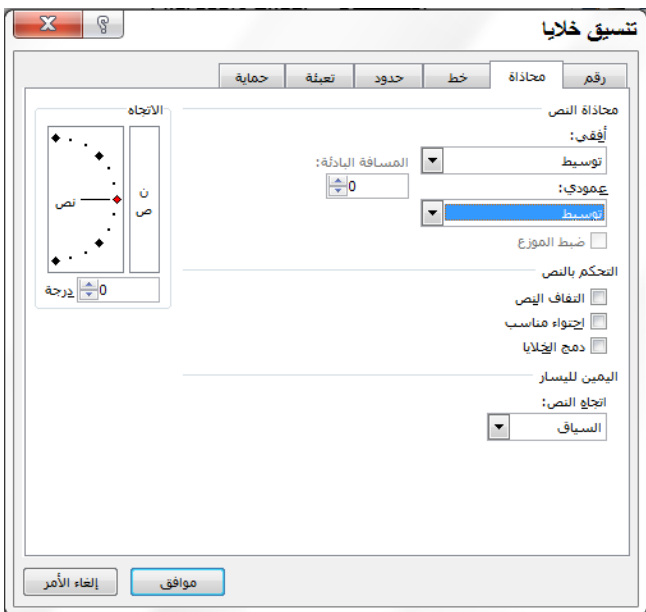 تنسيق خلايا
رقم
محاذاة
خط
حدود
تعبئة
حماية
محاذاة النص
أفقي:
توسيط
المسافة البادئة:
0
عمودي:
توسيط
ضبط الموزع
التحكم بالنص
التفاف النص
احتواء مناسب
دمج الخلايا
اليمين لليسار
اتجاه النص:
السياق
الاتجاه
ن
ص
نص
0
درجة
موافق
إلغاء الأمر